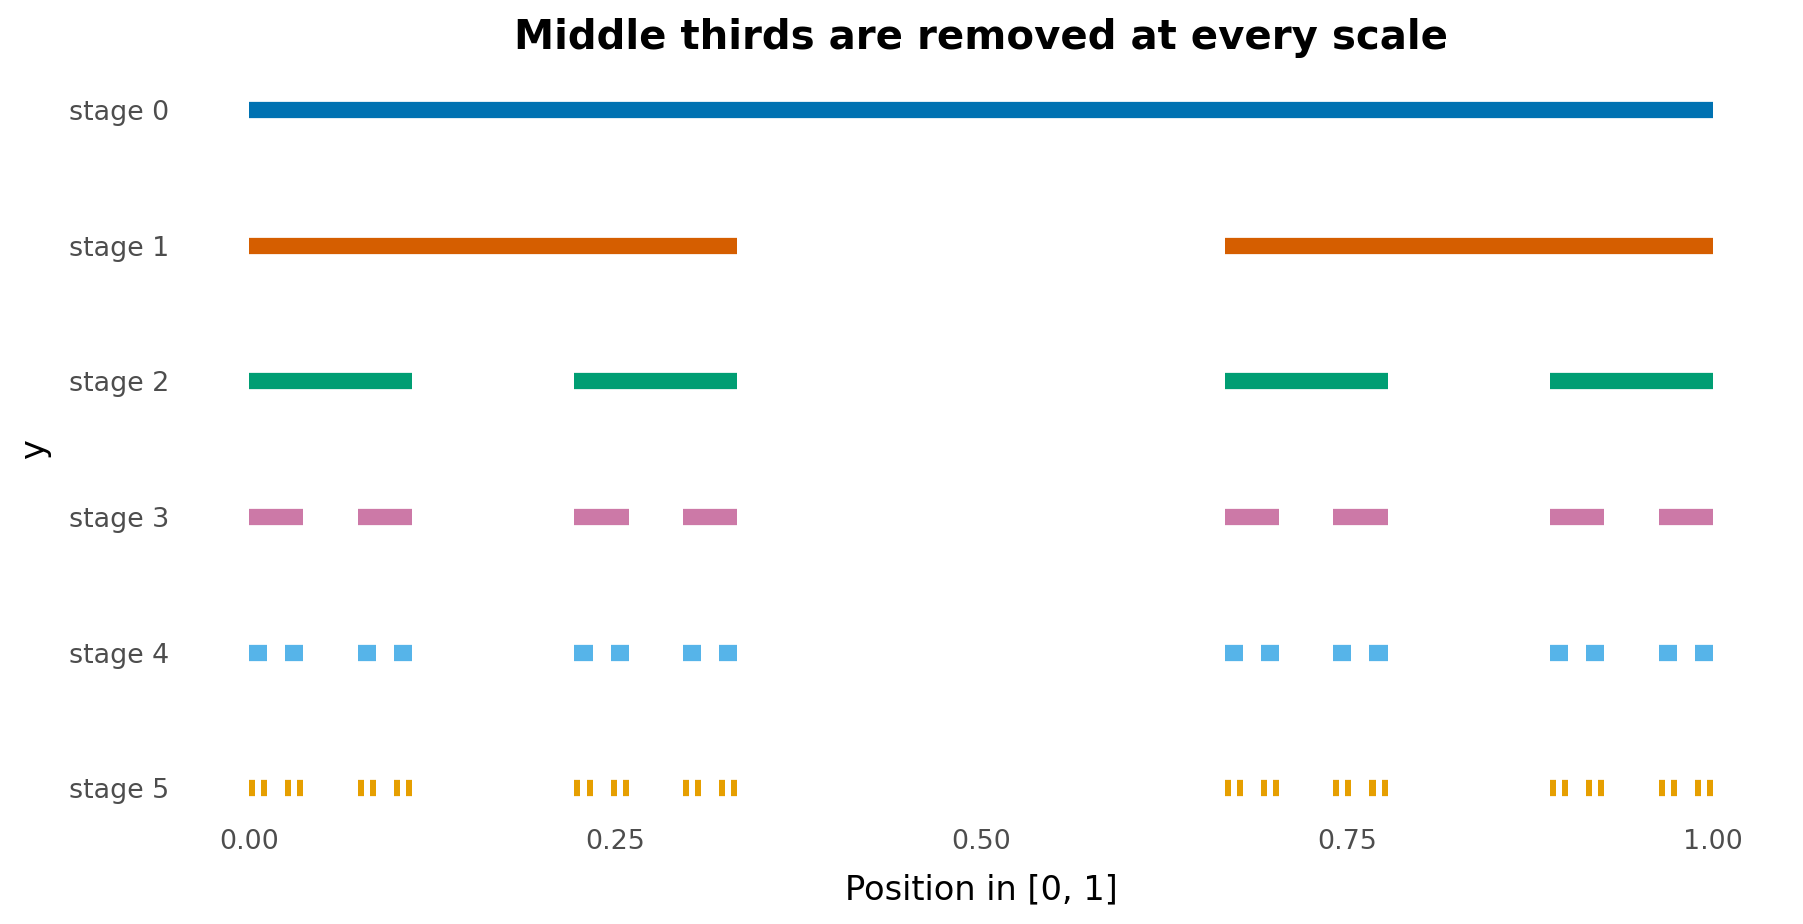 Middle thirds are removed at every scale
stage 0
stage 1
stage 2
y
stage 3
stage 4
stage 5
0.00 0.25 0.50 0.75 1.00
Position in [0, 1]